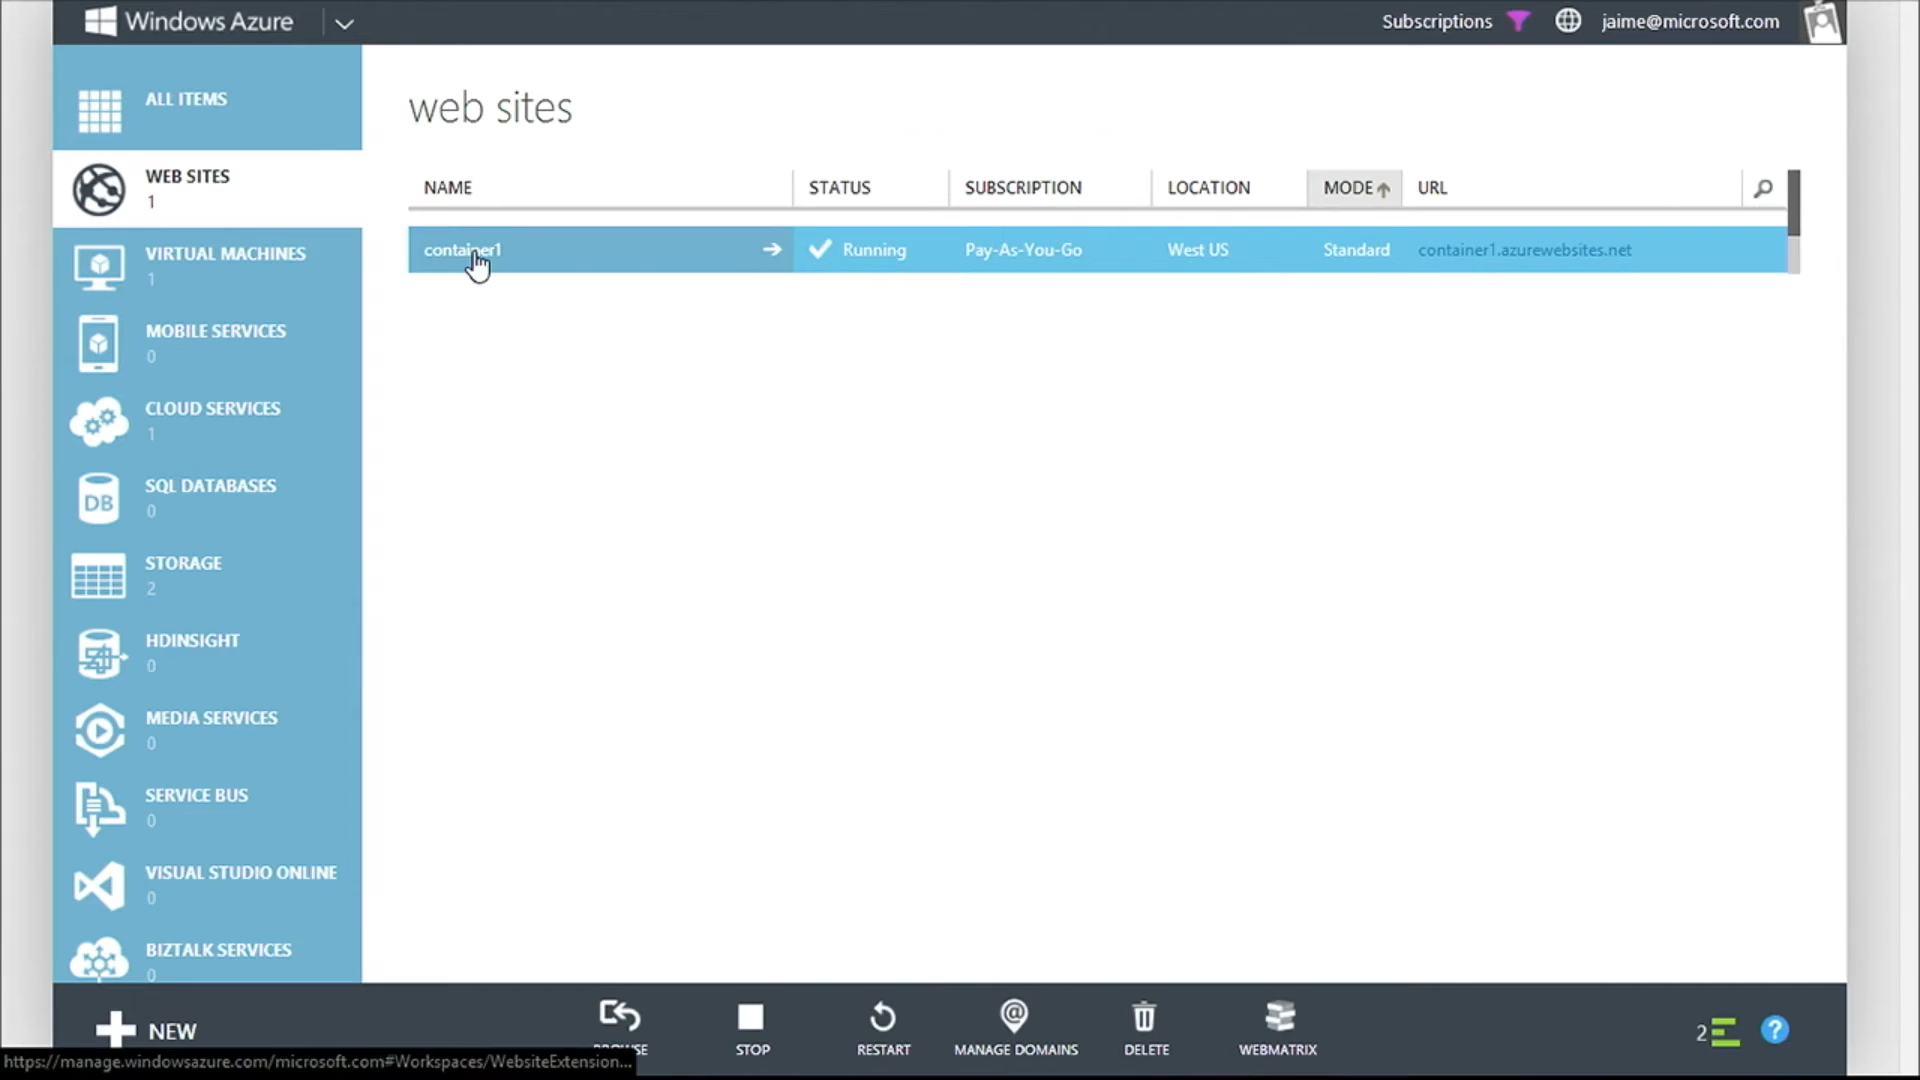 Windows Azure
Subscriptions
jaime@microsoft.com
ALL ITEMS
WEB SITES
1
VIRTUAL MACHINES
1
MOBILE SERVICES
0
CLOUD SERVICES
1
SQL DATABASES
0
DB
STORAGE
2
HDINSIGHT
0
MEDIA SERVICES
0
SERVICE BUS
0
VISUAL STUDIO ONLINE
0
BIZTALK SERVICES
0
web sites
NAME STATUS SUBSCRIPTION LOCATION MODE URL
container1 Running Pay-As-You-Go West US Standard container1.azurewebsites.net
NEW
STOP
RESTART
MANAGE DOMAINS
DELETE
WEBMATRIX
2
?
https://manage.windowsazure.com/microsoft.com#Workspaces/WebsiteExtension...